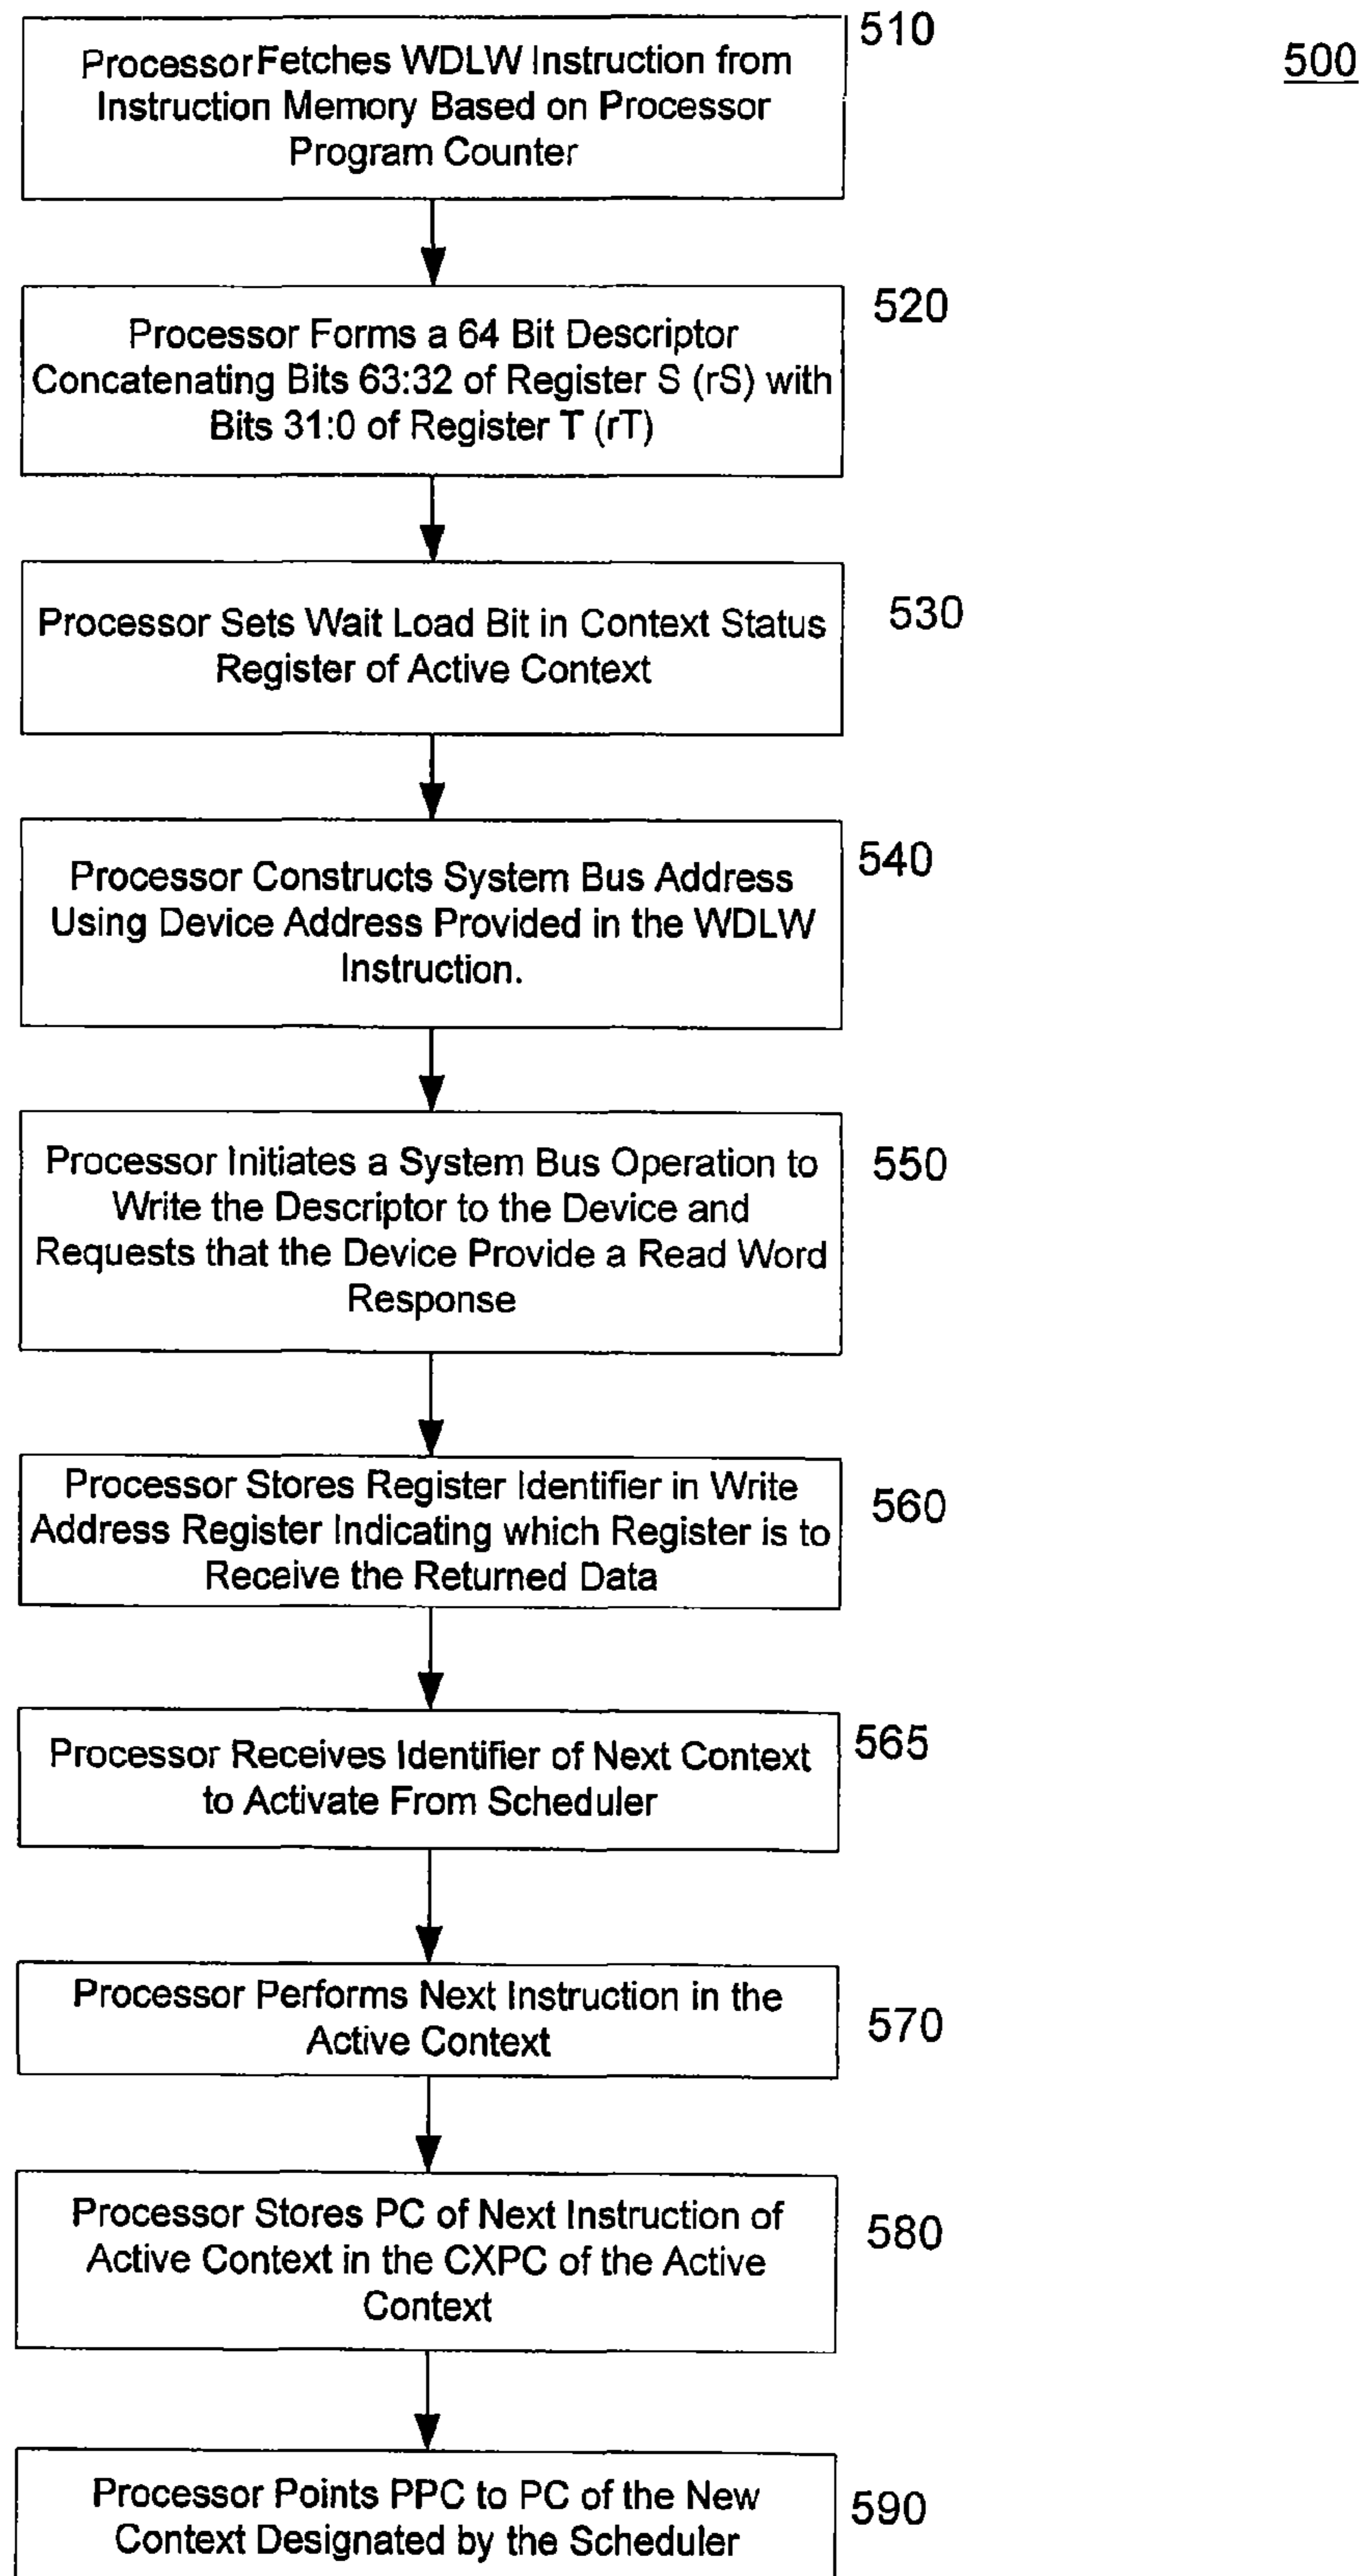 510
500
Processor Fetches WDLW Instruction from
Instruction Memory Based on Processor
Program Counter
520
Processor Forms a 64 Bit Descriptor
Concatenating Bits 63:32 of Register S (rS) with
Bits 31:0 of Register T (rT)
530
Processor Sets Wait Load Bit in Context Status
Register of Active Context
540
Processor Constructs System Bus Address
Using Device Address Provided in the WDLW
Instruction.
550
Processor Initiates a System Bus Operation to
Write the Descriptor to the Device and
Requests that the Device Provide a Read Word
Response
560
Processor Stores Register Identifier in Write
Address Register Indicating which Register is to
Receive the Returned Data
565
Processor Receives Identifier of Next Context
to Activate From Scheduler
570
Processor Performs Next Instruction in the
Active Context
580
Processor Stores PC of Next Instruction of
Active Context in the CXPC of the Active
Context
590
Processor Points PPC to PC of the New
Context Designated by the Scheduler